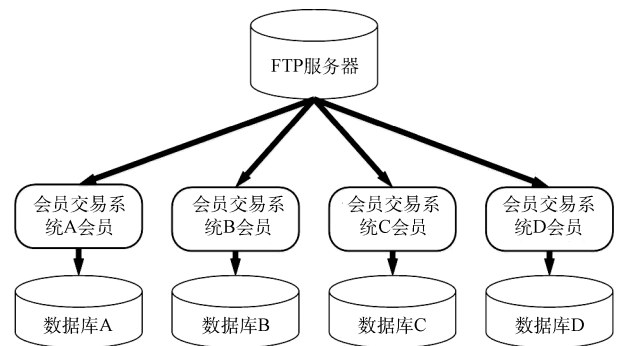 FTP服务器
会员交易系
统A会员
会员交易系
统B会员
会员交易系
统C会员
会员交易系
统D会员
数据库A
数据库B
数据库C
数据库D